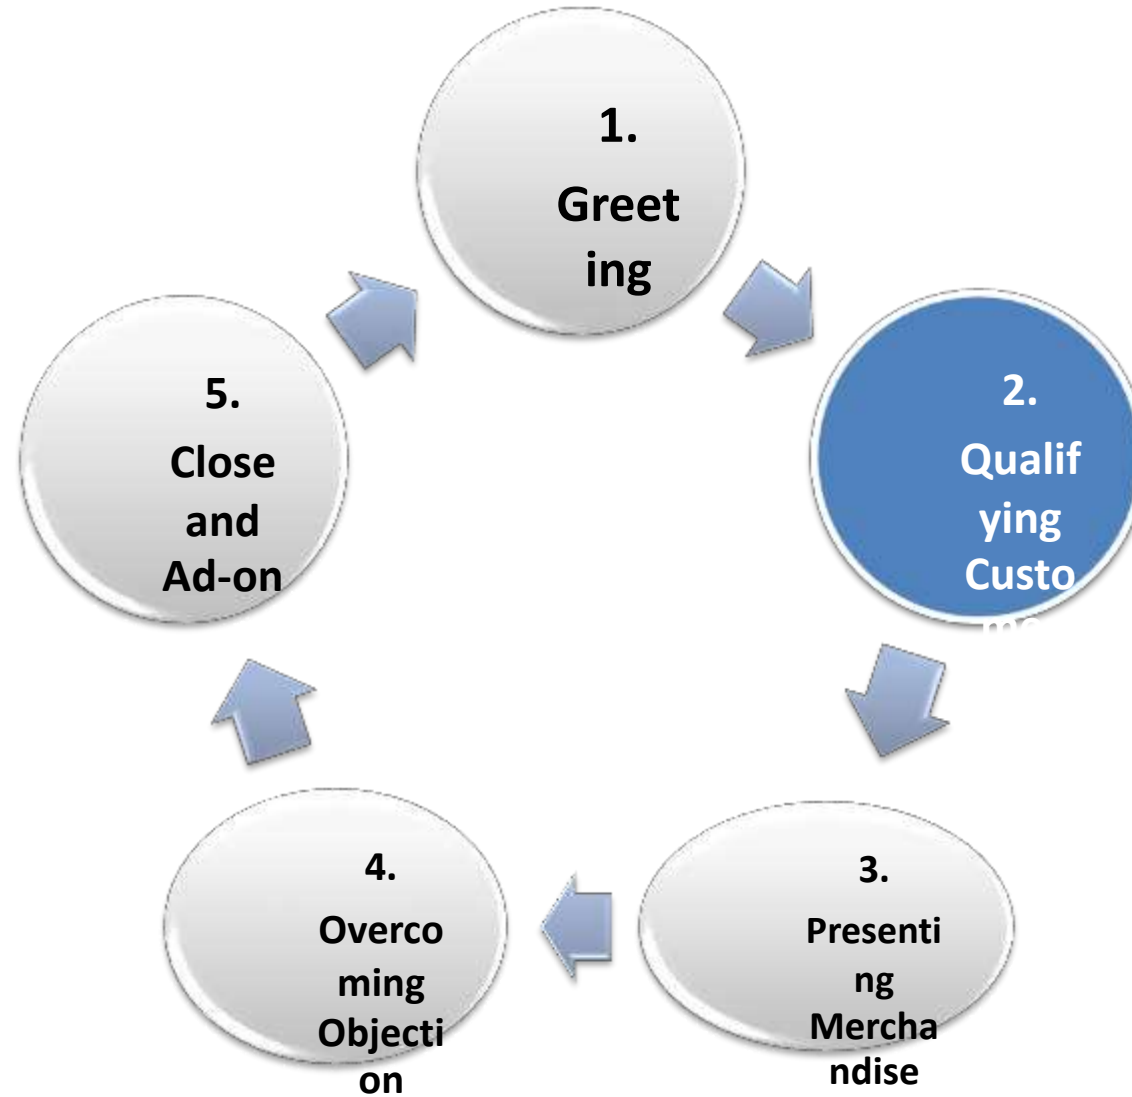 1.
Greet
ing
2.
Qualif
ying
Custo
3.
Presenti
ng
Mercha
ndise
4.
Overco
ming
Objecti
on
5.
Close
and
Ad-on